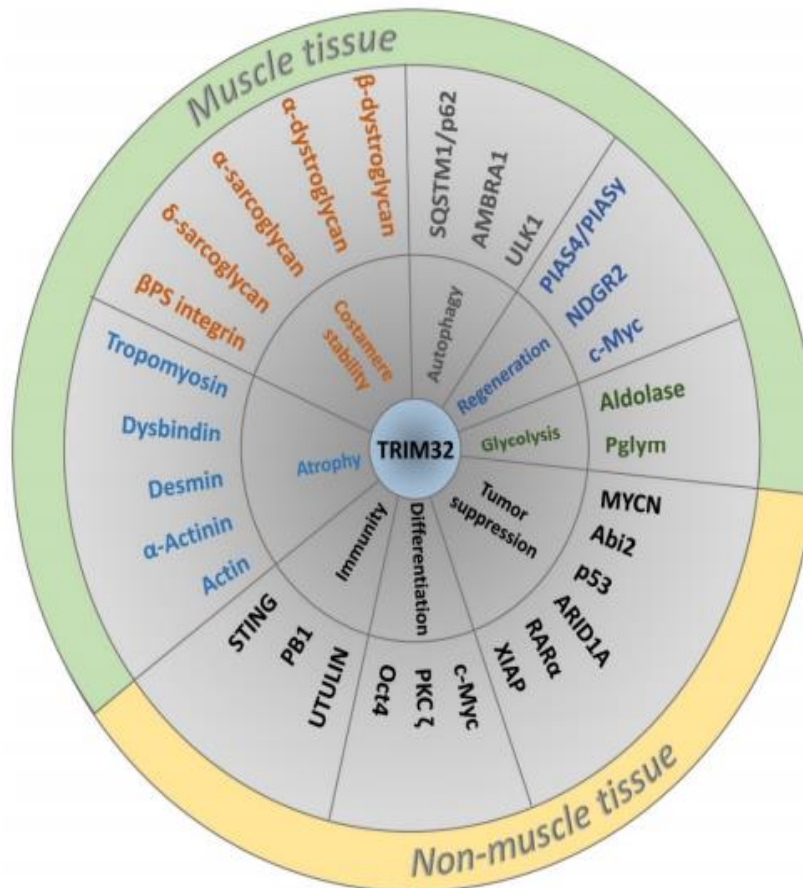 Muscle tissue
β-dystroglycan
α-dystroglycan
α-sarcoglycan
δ-sarcoglycan
βPS integrin
Costamere
stability
SQSTM1/p62
AMBRA1
ULK1
Autophagy
PIAS4/PIASy
NDGR2
c-Myc
Regeneration
Aldolase
Pglym
Glycolysis
TRIM32
Tropomyosin
Dysbindin
Desmin
α-Actinin
Actin
Atrophy
MYCN
Abi2
p53
ARID1A
RARα
XIAP
Tumor
suppression
c-Myc
PKC ζ
Oct4
Differentiation
STING
PB1
UTULIN
Immunity
Non-muscle tissue